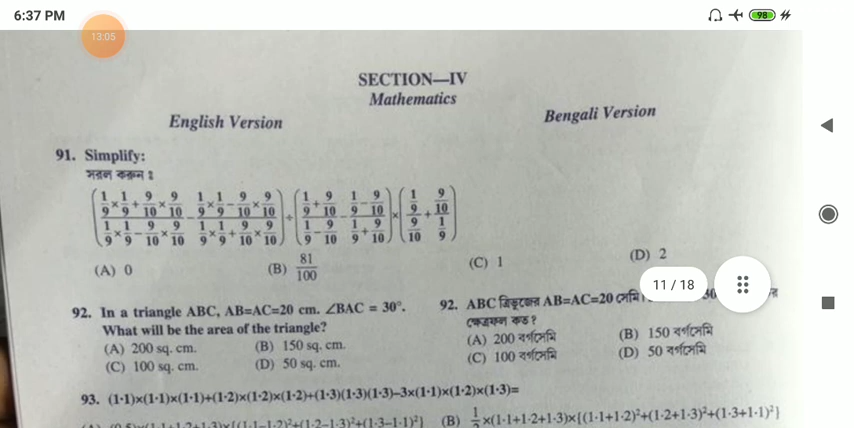 6:37 PM
98
13:05
SECTION—IV
Mathematics
English Version
Bengali Version
91. Simplify:
সরল করুন :
(1/9×1/9+9/10×9/10 / 1/9×1/9−9/10×9/10 − 1/9×1/9−9/10×9/10 / 1/9×1/9+9/10×9/10) ÷ (1/9+9/10 / 1/9−9/10 − 1/9−9/10 / 1/9+9/10) × (1/9 / 9/10 + 9/10 / 1/9)
(A) 0 (B) 81/100 (C) 1 (D) 2
11 / 18
92. In a triangle ABC, AB=AC=20 cm. ∠BAC = 30°.
What will be the area of the triangle?
(A) 200 sq. cm. (B) 150 sq. cm.
(C) 100 sq. cm. (D) 50 sq. cm.
92. ABC ত্রিভুজের AB=AC=20 সেমি। 30
ক্ষেত্রফল কত?
(A) 200 বর্গসেমি (B) 150 বর্গসেমি
(C) 100 বর্গসেমি (D) 50 বর্গসেমি
93. (1·1)×(1·1)×(1·1)+(1·2)×(1·2)×(1·2)+(1·3)(1·3)(1·3)−3×(1·1)×(1·2)×(1·3)=
(B) ×(1·1+1·2+1·3)×{(1·1+1·2)²+(1·2+1·3)²+(1·3+1·1)²}